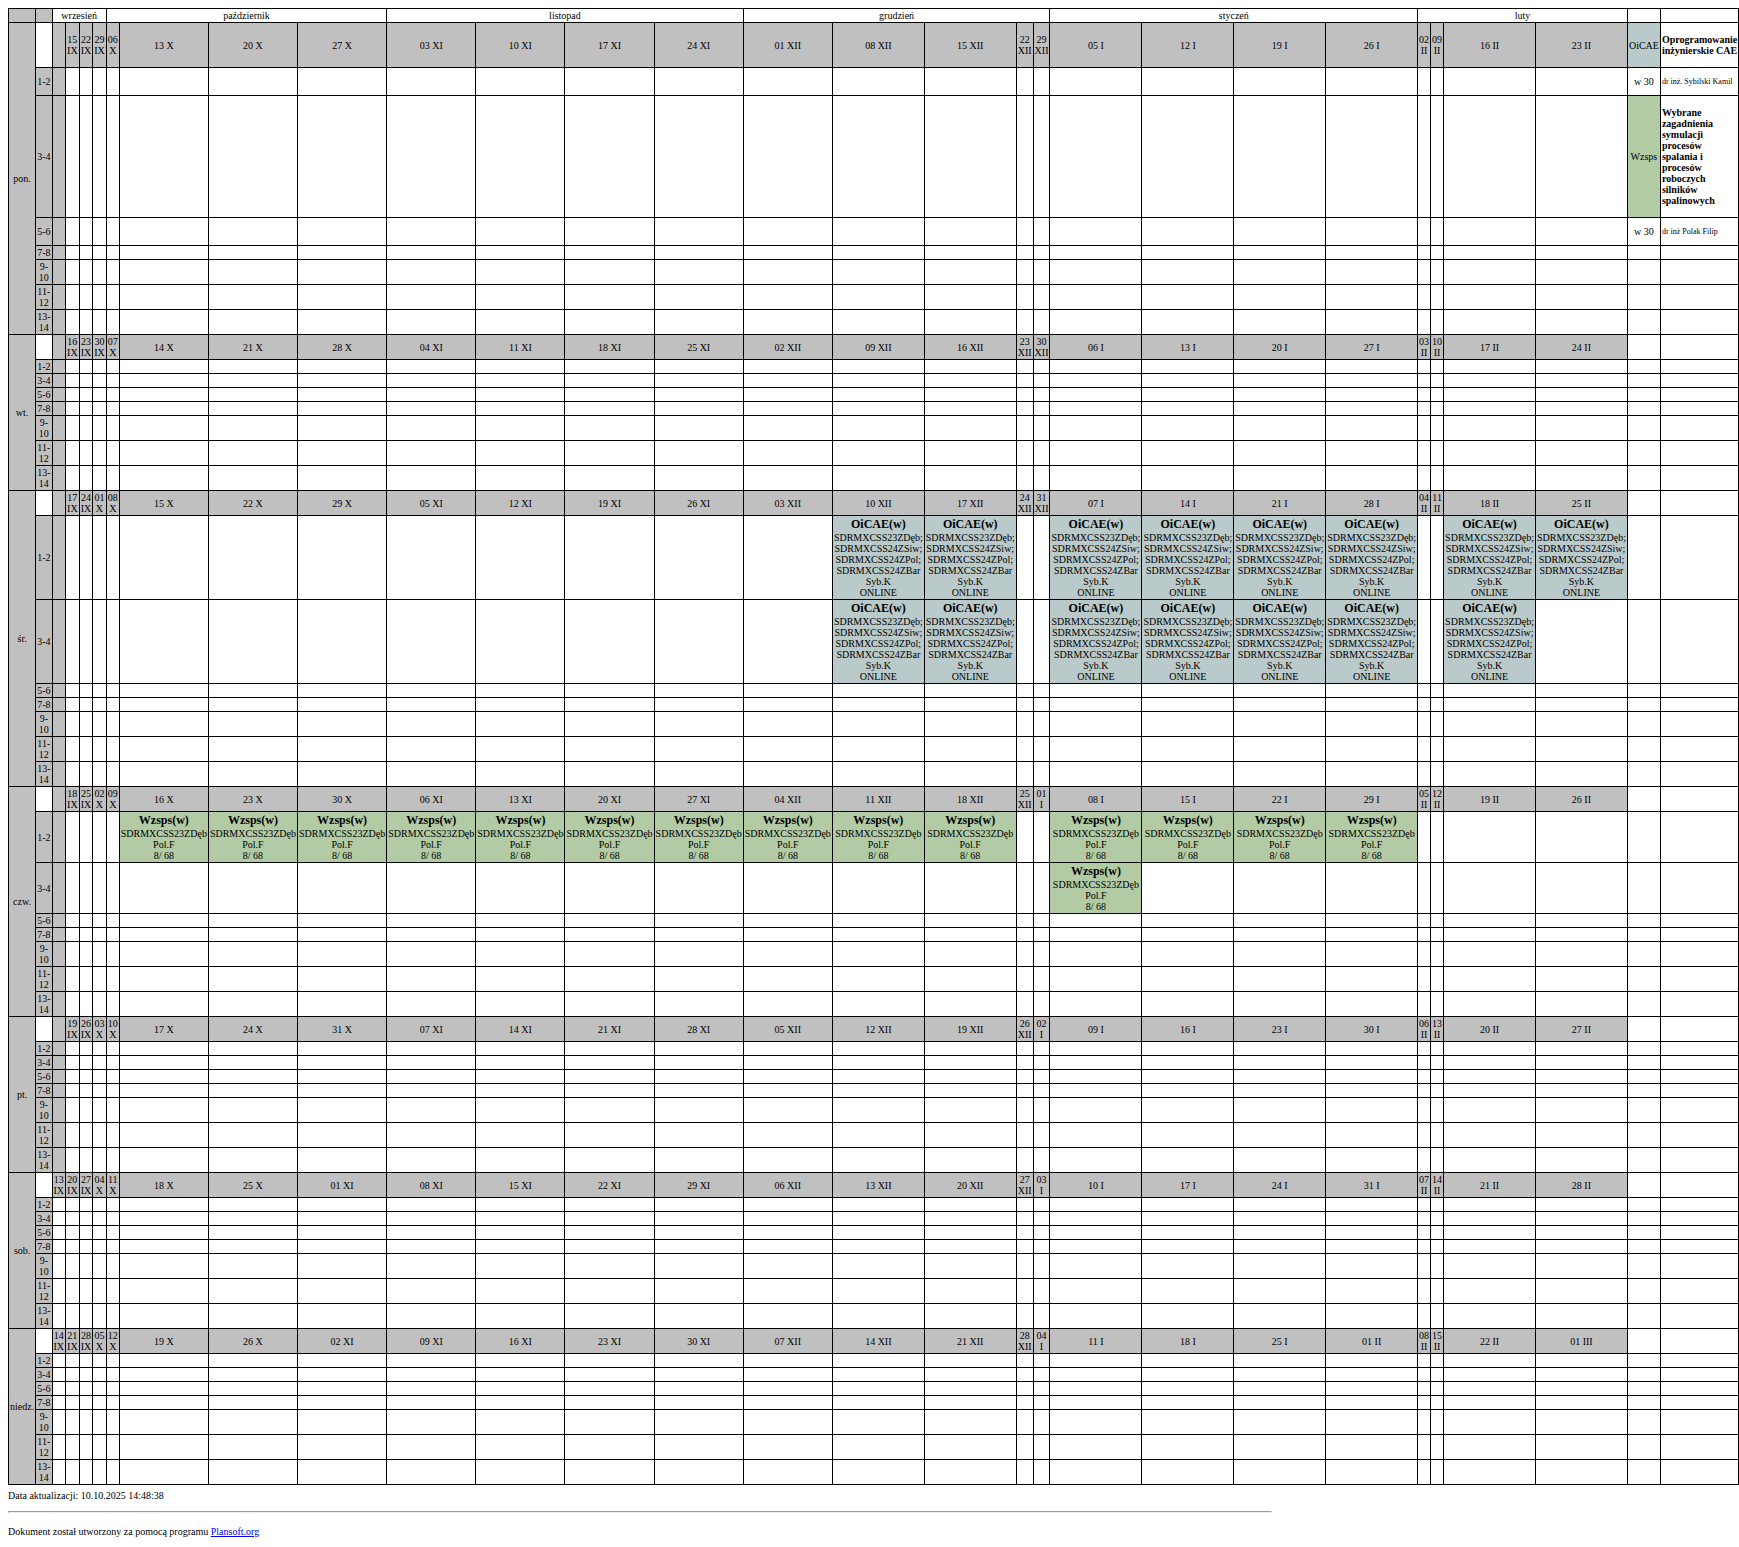 wrzesień październik listopad grudzień styczeń luty
pon. 15 IX 22 IX 29 IX 06 X 13 X 20 X 27 X 03 XI 10 XI 17 XI 24 XI 01 XII 08 XII 15 XII 22 XII 29 XII 05 I 12 I 19 I 26 I 02 II 09 II 16 II 23 II OiCAE Oprogramowanie inżynierskie CAE
1-2 w 30 dr inż. Sybilski Kamil
3-4 Wzsps Wybrane zagadnienia symulacji procesów spalania i procesów roboczych silników spalinowych
5-6 w 30 dr inż Polak Filip
7-8
9-10
11-12
13-14
wt. 16 IX 23 IX 30 IX 07 X 14 X 21 X 28 X 04 XI 11 XI 18 XI 25 XI 02 XII 09 XII 16 XII 23 XII 30 XII 06 I 13 I 20 I 27 I 03 II 10 II 17 II 24 II
1-2
3-4
5-6
7-8
9-10
11-12
13-14
śr. 17 IX 24 IX 01 X 08 X 15 X 22 X 29 X 05 XI 12 XI 19 XI 26 XI 03 XII 10 XII 17 XII 24 XII 31 XII 07 I 14 I 21 I 28 I 04 II 11 II 18 II 25 II
1-2
OiCAE(w) OiCAE(w) OiCAE(w) OiCAE(w) OiCAE(w) OiCAE(w) OiCAE(w) OiCAE(w)
SDRMXCSS23ZDęb; SDRMXCSS23ZDęb; SDRMXCSS23ZDęb; SDRMXCSS23ZDęb; SDRMXCSS23ZDęb; SDRMXCSS23ZDęb; SDRMXCSS23ZDęb; SDRMXCSS23ZDęb;
SDRMXCSS24ZSiw; SDRMXCSS24ZSiw; SDRMXCSS24ZSiw; SDRMXCSS24ZSiw; SDRMXCSS24ZSiw; SDRMXCSS24ZSiw; SDRMXCSS24ZSiw; SDRMXCSS24ZSiw;
SDRMXCSS24ZPol; SDRMXCSS24ZPol; SDRMXCSS24ZPol; SDRMXCSS24ZPol; SDRMXCSS24ZPol; SDRMXCSS24ZPol; SDRMXCSS24ZPol; SDRMXCSS24ZPol;
SDRMXCSS24ZBar SDRMXCSS24ZBar SDRMXCSS24ZBar SDRMXCSS24ZBar SDRMXCSS24ZBar SDRMXCSS24ZBar SDRMXCSS24ZBar SDRMXCSS24ZBar
Syb.K Syb.K Syb.K Syb.K Syb.K Syb.K Syb.K Syb.K
ONLINE ONLINE ONLINE ONLINE ONLINE ONLINE ONLINE ONLINE
3-4
OiCAE(w) OiCAE(w) OiCAE(w) OiCAE(w) OiCAE(w) OiCAE(w) OiCAE(w)
SDRMXCSS23ZDęb; SDRMXCSS23ZDęb; SDRMXCSS23ZDęb; SDRMXCSS23ZDęb; SDRMXCSS23ZDęb; SDRMXCSS23ZDęb; SDRMXCSS23ZDęb;
SDRMXCSS24ZSiw; SDRMXCSS24ZSiw; SDRMXCSS24ZSiw; SDRMXCSS24ZSiw; SDRMXCSS24ZSiw; SDRMXCSS24ZSiw; SDRMXCSS24ZSiw;
SDRMXCSS24ZPol; SDRMXCSS24ZPol; SDRMXCSS24ZPol; SDRMXCSS24ZPol; SDRMXCSS24ZPol; SDRMXCSS24ZPol; SDRMXCSS24ZPol;
SDRMXCSS24ZBar SDRMXCSS24ZBar SDRMXCSS24ZBar SDRMXCSS24ZBar SDRMXCSS24ZBar SDRMXCSS24ZBar SDRMXCSS24ZBar
Syb.K Syb.K Syb.K Syb.K Syb.K Syb.K Syb.K
ONLINE ONLINE ONLINE ONLINE ONLINE ONLINE ONLINE
5-6
7-8
9-10
11-12
13-14
czw. 18 IX 25 IX 02 X 09 X 16 X 23 X 30 X 06 XI 13 XI 20 XI 27 XI 04 XII 11 XII 18 XII 25 XII 01 I 08 I 15 I 22 I 29 I 05 II 12 II 19 II 26 II
1-2
Wzsps(w) Wzsps(w) Wzsps(w) Wzsps(w) Wzsps(w) Wzsps(w) Wzsps(w) Wzsps(w) Wzsps(w) Wzsps(w) Wzsps(w) Wzsps(w) Wzsps(w) Wzsps(w)
SDRMXCSS23ZDęb SDRMXCSS23ZDęb SDRMXCSS23ZDęb SDRMXCSS23ZDęb SDRMXCSS23ZDęb SDRMXCSS23ZDęb SDRMXCSS23ZDęb SDRMXCSS23ZDęb SDRMXCSS23ZDęb SDRMXCSS23ZDęb SDRMXCSS23ZDęb SDRMXCSS23ZDęb SDRMXCSS23ZDęb SDRMXCSS23ZDęb
Pol.F Pol.F Pol.F Pol.F Pol.F Pol.F Pol.F Pol.F Pol.F Pol.F Pol.F Pol.F Pol.F Pol.F
8/ 68 8/ 68 8/ 68 8/ 68 8/ 68 8/ 68 8/ 68 8/ 68 8/ 68 8/ 68 8/ 68 8/ 68 8/ 68 8/ 68
3-4
Wzsps(w)
SDRMXCSS23ZDęb
Pol.F
8/ 68
5-6
7-8
9-10
11-12
13-14
pt. 19 IX 26 IX 03 X 10 X 17 X 24 X 31 X 07 XI 14 XI 21 XI 28 XI 05 XII 12 XII 19 XII 26 XII 02 I 09 I 16 I 23 I 30 I 06 II 13 II 20 II 27 II
1-2
3-4
5-6
7-8
9-10
11-12
13-14
sob. 13 IX 20 IX 27 IX 04 X 11 X 18 X 25 X 01 XI 08 XI 15 XI 22 XI 29 XI 06 XII 13 XII 20 XII 27 XII 03 I 10 I 17 I 24 I 31 I 07 II 14 II 21 II 28 II
1-2
3-4
5-6
7-8
9-10
11-12
13-14
niedz 14 IX 21 IX 28 IX 05 X 12 X 19 X 26 X 02 XI 09 XI 16 XI 23 XI 30 XI 07 XII 14 XII 21 XII 28 XII 04 I 11 I 18 I 25 I 01 II 08 II 15 II 22 II 01 III
1-2
3-4
5-6
7-8
9-10
11-12
13-14
Data aktualizacji: 10.10.2025 14:48:38
Dokument został utworzony za pomocą programu Plansoft.org